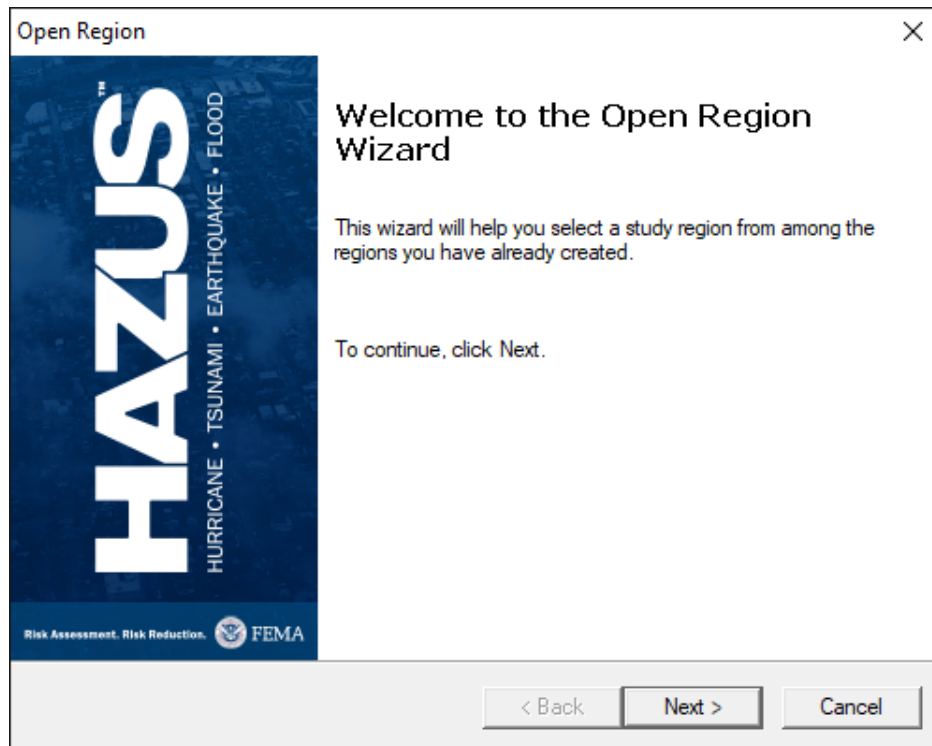 Open Region
HAZUS™
HURRICANE • TSUNAMI • EARTHQUAKE • FLOOD
Risk Assessment. Risk Reduction. FEMA
Welcome to the Open Region
Wizard
This wizard will help you select a study region from among the
regions you have already created.
To continue, click Next.
< Back
Next >
Cancel